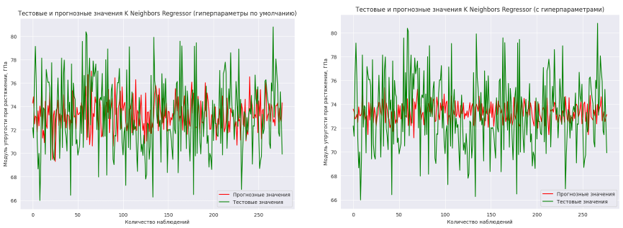 Тестовые и прогнозные значения K Neighbors Regressor (гиперпараметры по умолчанию)
Модуль упругости при растяжении, ГПа
80
78
76
74
72
70
68
66
0
50
100
150
200
250
Количество наблюдений
Прогнозные значения
Тестовые значения
Тестовые и прогнозные значения K Neighbors Regressor (с гиперпараметрами)
Модуль упругости при растяжении, ГПа
80
78
76
74
72
70
68
66
0
50
100
150
200
250
Количество наблюдений
Прогнозные значения
Тестовые значения